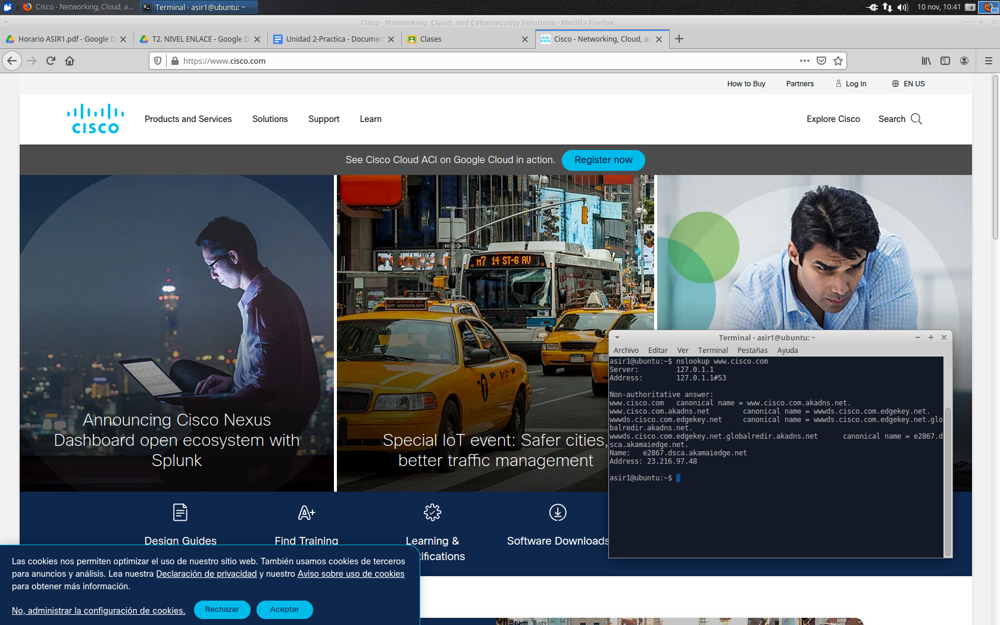 Cisco - Networking, Cloud, a...
Terminal - asir1@ubuntu: ~
10 nov, 10:41
Cisco - Networking, Cloud, and Cybersecurity Solutions - Mozilla Firefox
Horario ASIR1.pdf - Google D
T2. NIVEL ENLACE - Google D
Unidad 2-Practica - Documen
Clases
Cisco - Networking, Cloud, an
https://www.cisco.com
How to Buy
Partners
Log in
EN US
CISCO
Products and Services
Solutions
Support
Learn
Explore Cisco
Search
See Cisco Cloud ACI on Google Cloud in action.
Register now
M7 14 ST-6 AV
Announcing Cisco Nexus
Dashboard open ecosystem with
Splunk
Special IoT event: Safer cities,
better traffic management
Terminal - asir1@ubuntu: ~
Archivo Editar Ver Terminal Pestañas Ayuda
asir1@ubuntu:~$ nslookup www.cisco.com
Server: 127.0.1.1
Address: 127.0.1.1#53
Non-authoritative answer:
www.cisco.com canonical name = www.cisco.com.akadns.net.
www.cisco.com.akadns.net canonical name = wwwds.cisco.com.edgekey.net.
wwwds.cisco.com.edgekey.net canonical name = wwwds.cisco.com.edgekey.net.glo
balredir.akadns.net.
wwwds.cisco.com.edgekey.net.globalredir.akadns.net canonical name = e2867.d
sca.akamaiedge.net.
Name: e2867.dsca.akamaiedge.net
Address: 23.216.97.48
asir1@ubuntu:~$
Design Guides
Find Training
Learning &
tifications
Software Downloads
Las cookies nos permiten optimizar el uso de nuestro sitio web. También usamos cookies de terceros
para anuncios y análisis. Lea nuestra Declaración de privacidad y nuestro Aviso sobre uso de cookies
para obtener más información.
No, administrar la configuración de cookies.
Rechazar
Aceptar